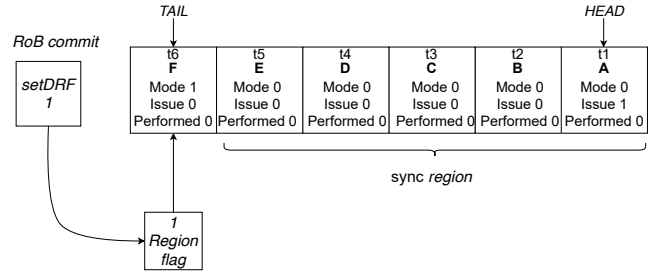 TAIL
HEAD
RoB commit
setDRF
1
t6
F
Mode 1
Issue 0
Performed 0
t5
E
Mode 0
Issue 0
Performed 0
t4
D
Mode 0
Issue 0
Performed 0
t3
C
Mode 0
Issue 0
Performed 0
t2
B
Mode 0
Issue 0
Performed 0
t1
A
Mode 0
Issue 1
Performed 0
sync region
1
Region
flag